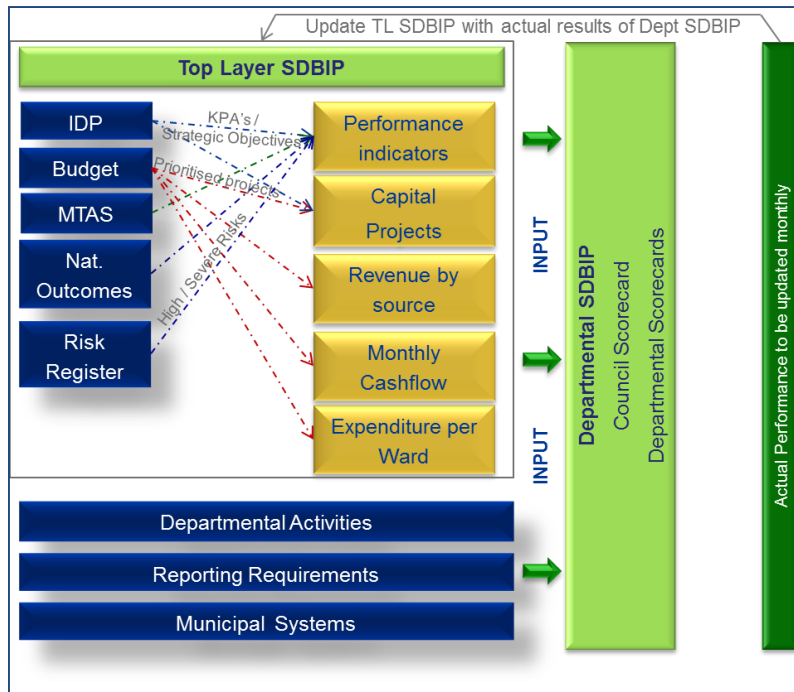 Update TL SDBIP with actual results of Dept SDBIP
Top Layer SDBIP
IDP
Budget
MTAS
Nat.
Outcomes
Risk
Register
KPA's /
Strategic Objectives
Prioritised projects
High / Severe Risks
Performance
indicators
Capital
Projects
Revenue by
source
Monthly
Cashflow
Expenditure per
Ward
INPUT
INPUT
Departmental SDBIP
Council Scorecard
Departmental Scorecards
Actual Performance to be updated monthly
Departmental Activities
Reporting Requirements
Municipal Systems